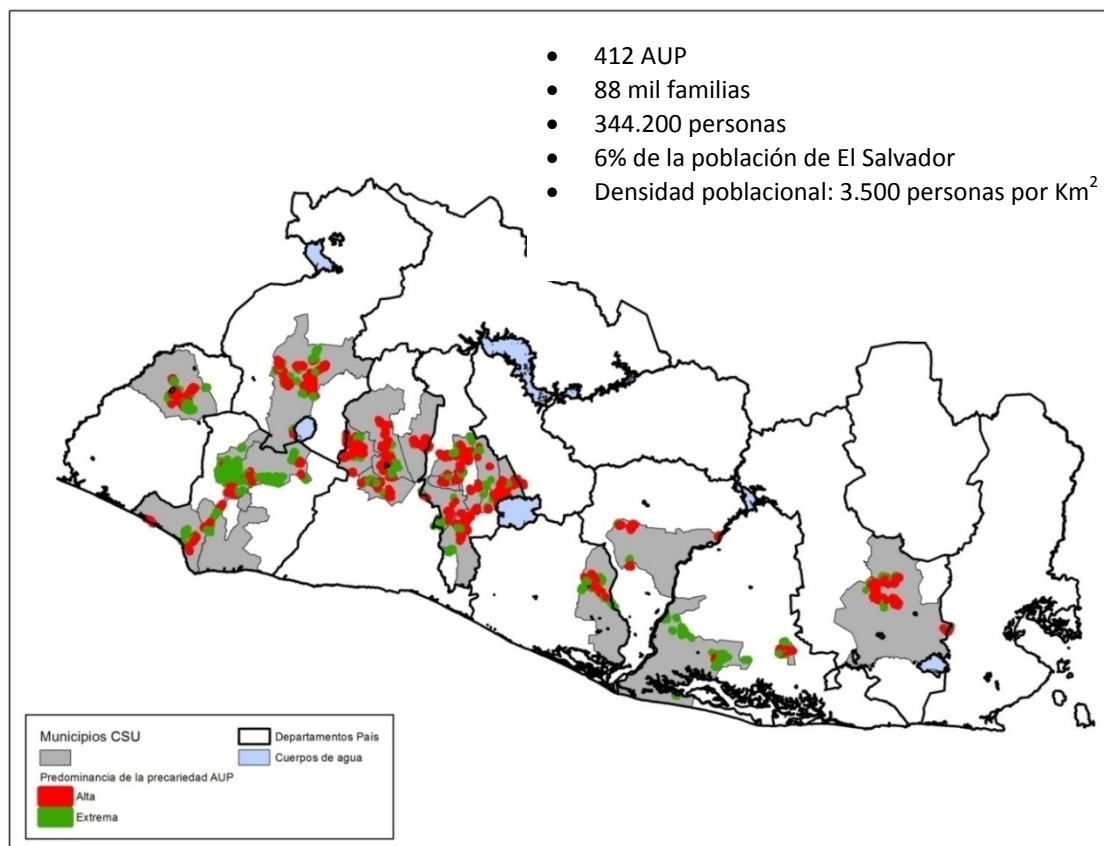 • 412 AUP
• 88 mil familias
• 344.200 personas
• 6% de la población de El Salvador
• Densidad poblacional: 3.500 personas por Km²
Municipios CSU
Departamentos País
Cuerpos de agua
Predominancia de la precariedad AUP
Alta
Extrema